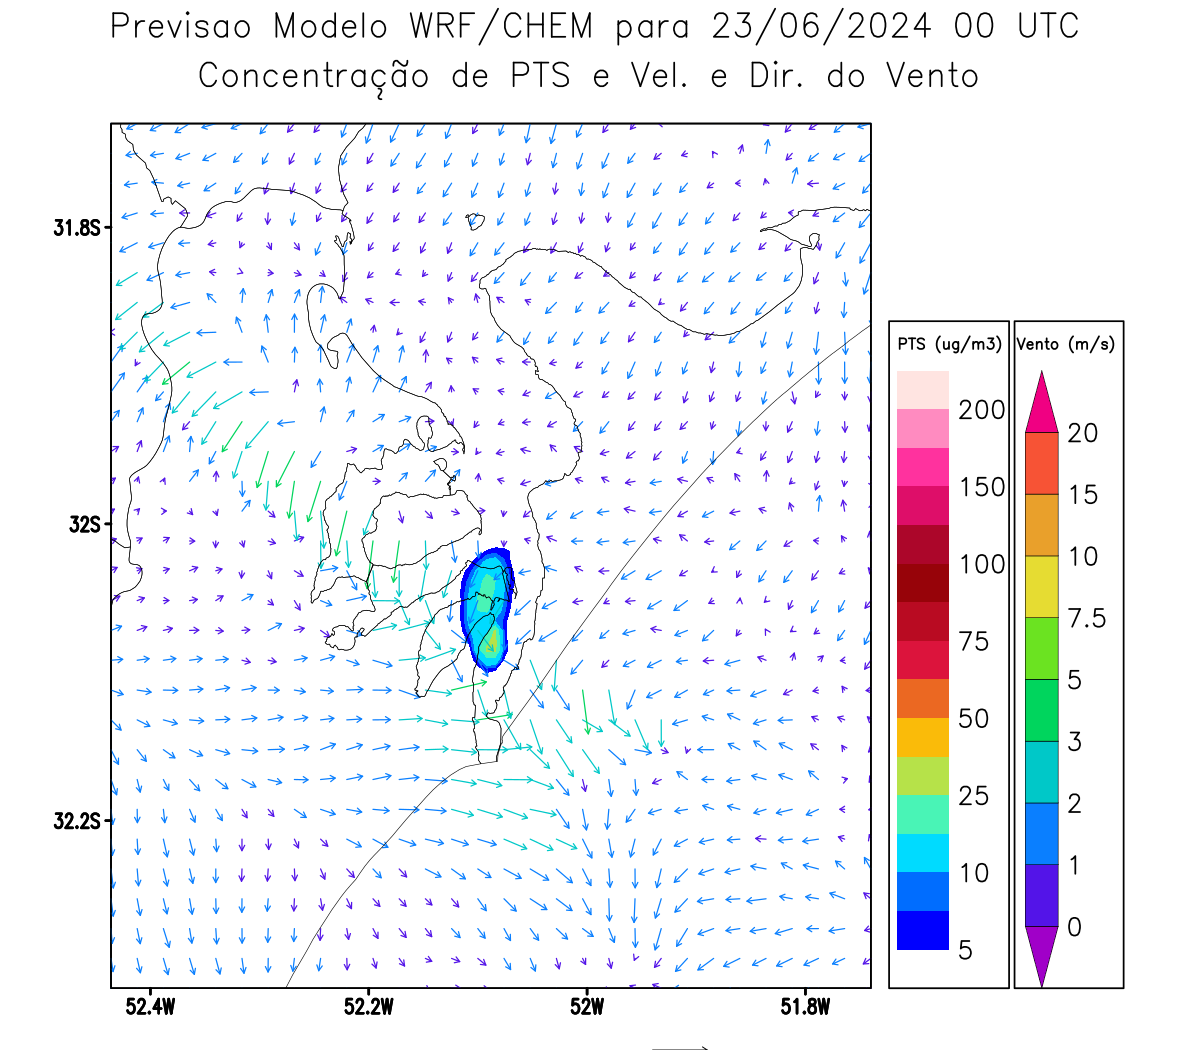 Previsao Modelo WRF/CHEM para 23/06/2024 00 UTC
Concentração de PTS e Vel. e Dir. do Vento
31.8S
32S
32.2S
52.4W
52.2W
52W
51.8W
PTS (ug/m3)
200
150
100
75
50
25
10
5
Vento (m/s)
20
15
10
7.5
5
3
2
1
0